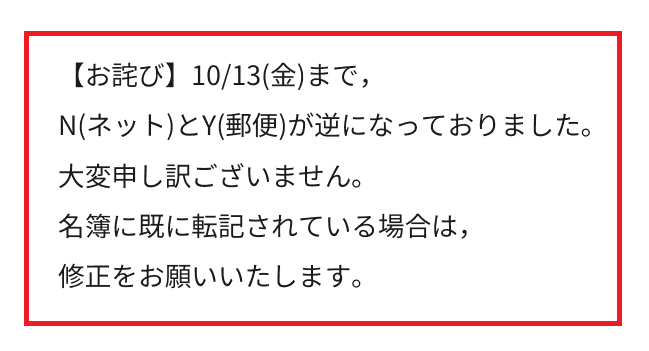 【お詫び】10/13(金)まで，
N(ネット)とY(郵便)が逆になっておりました。
大変申し訳ございません。
名簿に既に転記されている場合は，
修正をお願いいたします。